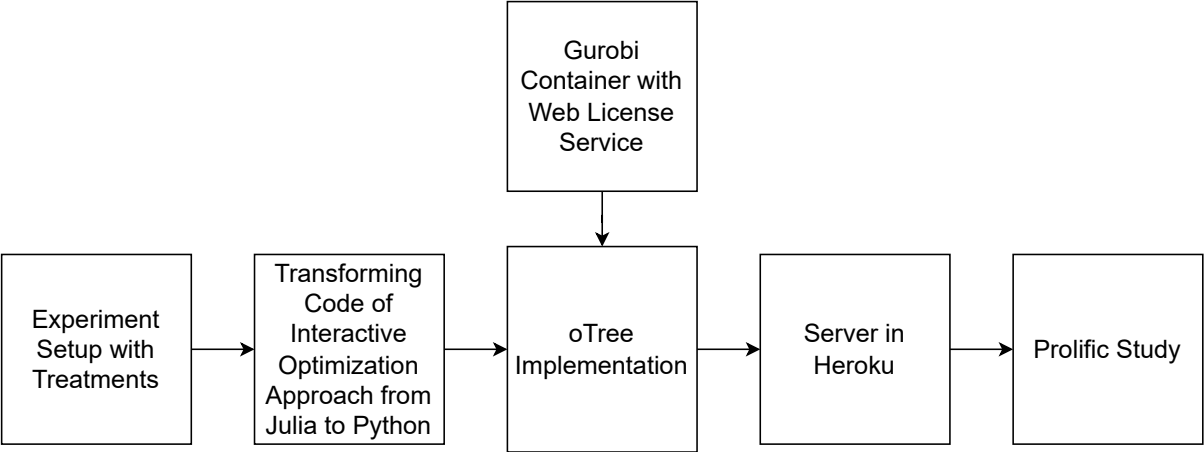 Gurobi
Container with
Web License
Service
Experiment
Setup with
Treatments
Transforming
Code of
Interactive
Optimization
Approach from
Julia to Python
oTree
Implementation
Server in
Heroku
Prolific Study